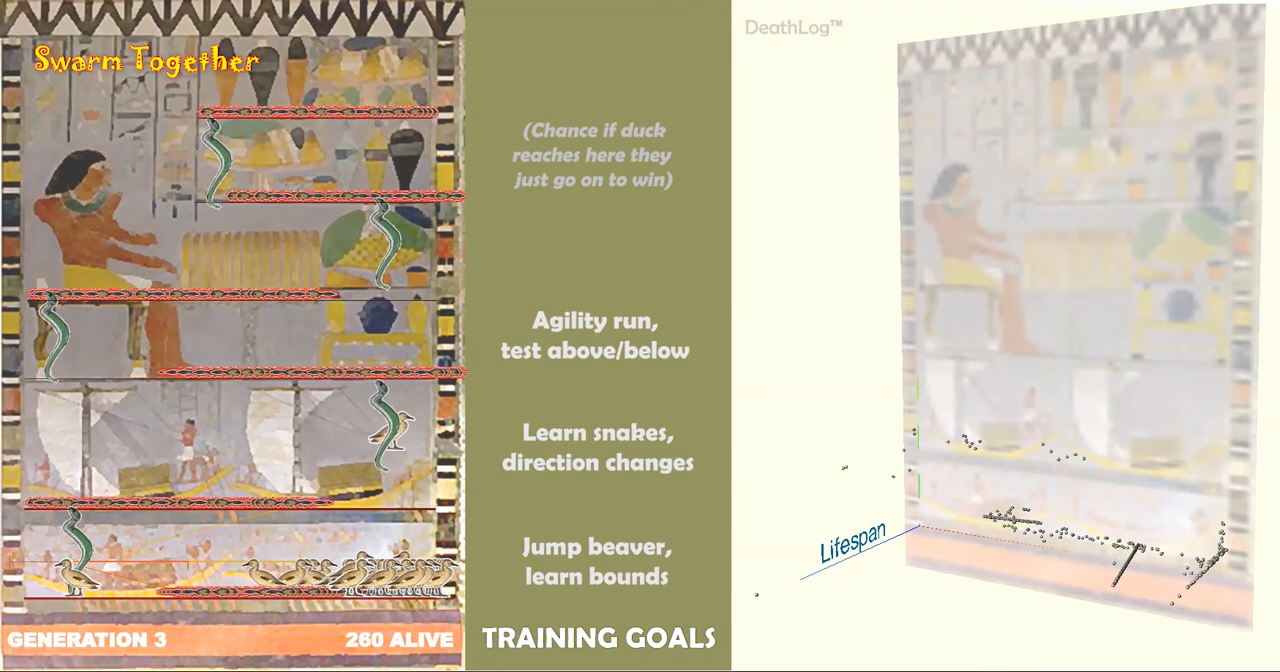 Swarm Together
GENERATION 3
260 ALIVE
(Chance if duck
reaches here they
just go on to win)
Agility run,
test above/below
Learn snakes,
direction changes
Jump beaver,
learn bounds
TRAINING GOALS
DeathLog™
Lifespan